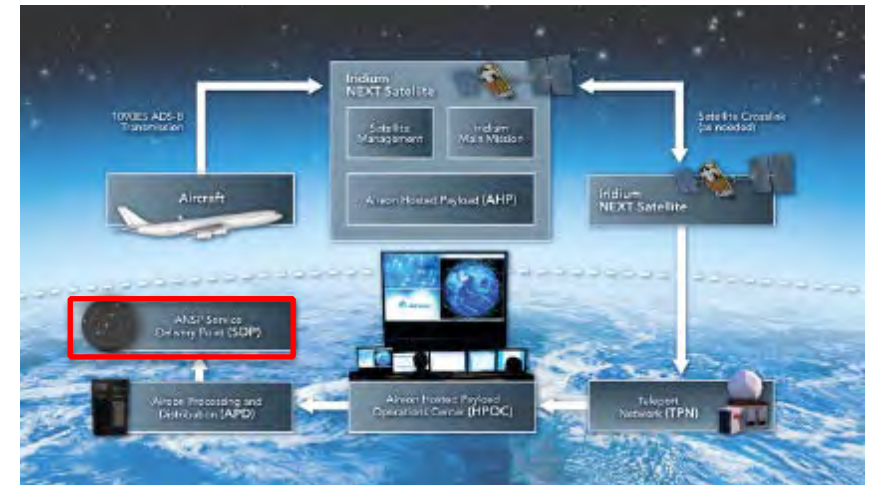 Iridium
NEXT Satellite
1090ES ADS-B
Transmission
Satellite Crosslink
(as needed)
Satellite
Management
Iridium
Main Mission
Aircraft
Aireon Hosted Payload (AHP)
Iridium
NEXT Satellite
ANSP Service
Delivery Point (SDP)
Aireon Processing and
Distribution (APD)
Aireon Hosted Payload
Operations Center (HPOC)
Teleport
Network (TPN)